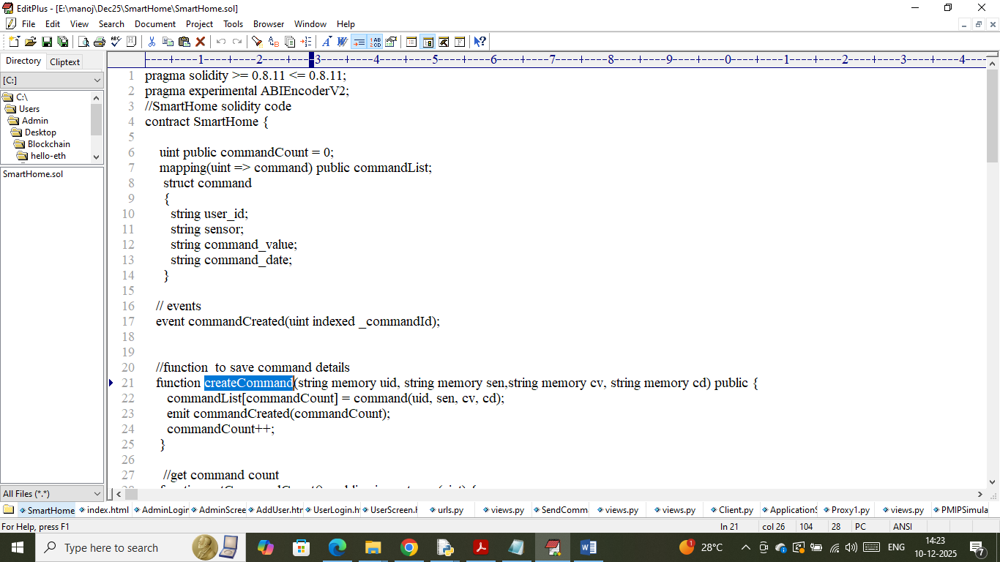 EditPlus - [E:\manoj\Dec25\SmartHome\SmartHome.sol]
File Edit View Search Document Project Tools Browser Window Help
Directory Cliptext
----+----1----+----2----+----3----+----4----+----5----+----6----+----7----+----8----+----9----+----0----+----1----+----2----+----3----+----4----
[C:]
C:\
Users
Admin
Desktop
Blockchain
hello-eth
SmartHome.sol
1 pragma solidity >= 0.8.11 <= 0.8.11;
2 pragma experimental ABIEncoderV2;
3 //SmartHome solidity code
4 contract SmartHome {
5
6 uint public commandCount = 0;
7 mapping(uint => command) public commandList;
8 struct command
9 {
10 string user_id;
11 string sensor;
12 string command_value;
13 string command_date;
14 }
15
16 // events
17 event commandCreated(uint indexed _commandId);
18
19
20 //function  to save command details
21 function createCommand(string memory uid, string memory sen,string memory cv, string memory cd) public {
22 commandList[commandCount] = command(uid, sen, cv, cd);
23 emit commandCreated(commandCount);
24 commandCount++;
25 }
26
27 //get command count
All Files (*.*)
SmartHome index.html AdminLogin AdminScree AddUser.htm UserLogin.h UserScreen.h urls.py views.py SendComm views.py views.py Client.py Application Proxy1.py views.py PMIPSimula
For Help, press F1 ln 21 col 26 104 28 PC ANSI
Type here to search 1 28°C ENG 14:23 10-12-2025 7